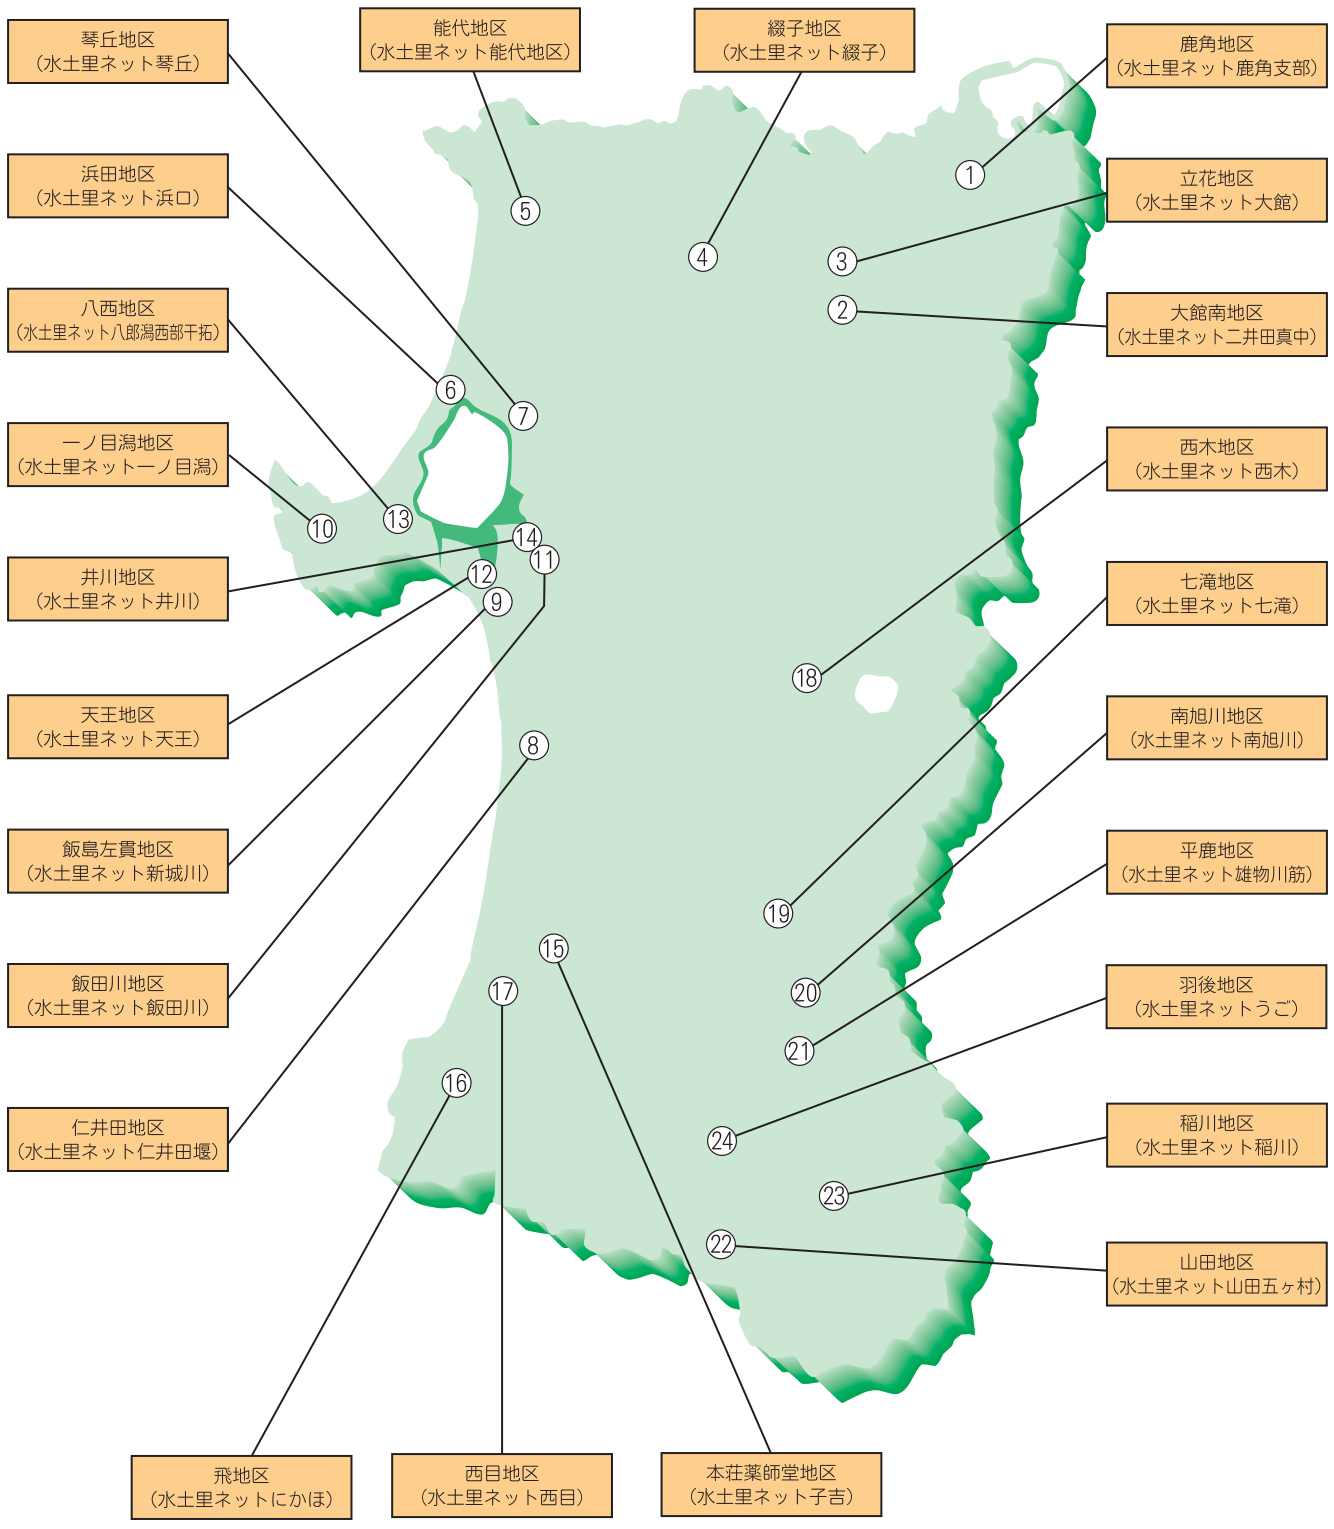 能代地区
(水土里ネット能代地区)
綴子地区
(水土里ネット綴子)
琴丘地区
(水土里ネット琴丘)
浜田地区
(水土里ネット浜口)
八西地区
(水土里ネット八郎潟西部干拓)
一ノ目潟地区
(水土里ネット一ノ目潟)
井川地区
(水土里ネット井川)
天王地区
(水土里ネット天王)
飯島左貫地区
(水土里ネット新城川)
飯田川地区
(水土里ネット飯田川)
仁井田地区
(水土里ネット仁井田堰)
鹿角地区
(水土里ネット鹿角支部)
立花地区
(水土里ネット大館)
大館南地区
(水土里ネット二井田真中)
西木地区
(水土里ネット西木)
七滝地区
(水土里ネット七滝)
南旭川地区
(水土里ネット南旭川)
平鹿地区
(水土里ネット雄物川筋)
羽後地区
(水土里ネットうご)
稲川地区
(水土里ネット稲川)
山田地区
(水土里ネット山田五ヶ村)
飛地区
(水土里ネットにかほ)
西目地区
(水土里ネット西目)
本荘薬師堂地区
(水土里ネット子吉)
1
5
4
3
2
6
7
13
10
14
11
12
9
18
8
19
15
17
20
21
16
24
23
22